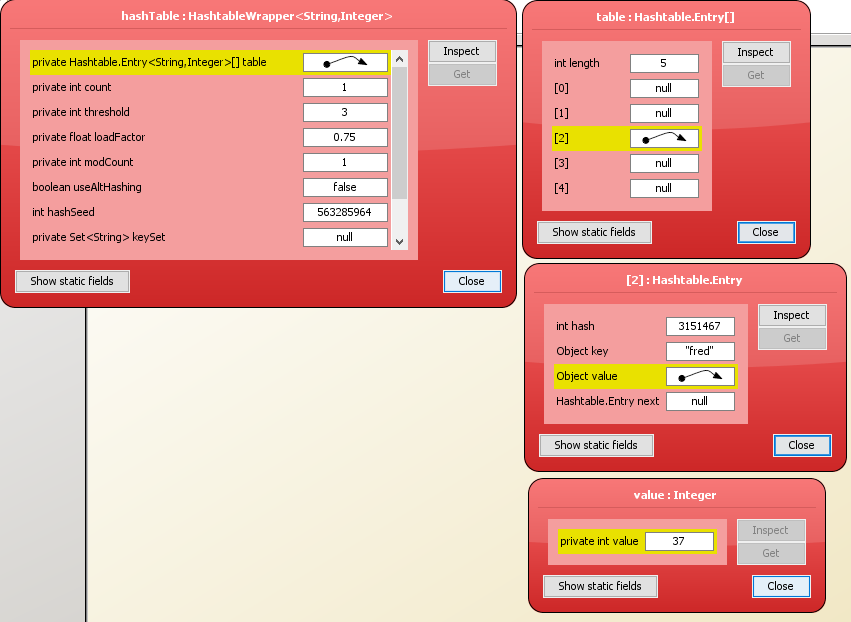 hashTable : HashtableWrapper<String,Integer>
private Hashtable.Entry<String,Integer>[] table
private int count 1
private int threshold 3
private float loadFactor 0.75
private int modCount 1
boolean useAltHashing false
int hashSeed 563285964
private Set<String> keySet null
Inspect
Get
Show static fields
Close
table : Hashtable.Entry[]
int length 5
[0] null
[1] null
[2]
[3] null
[4] null
Inspect
Get
Show static fields
Close
[2] : Hashtable.Entry
int hash 3151467
Object key "fred"
Object value
Hashtable.Entry next null
Inspect
Get
Show static fields
Close
value : Integer
private int value 37
Inspect
Get
Show static fields
Close